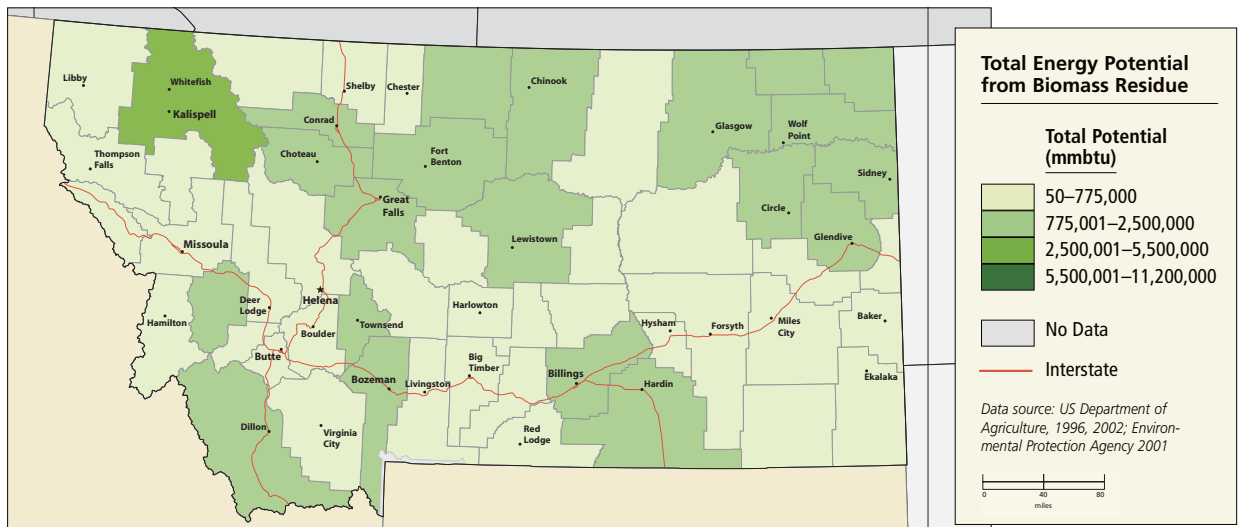 Libby
Whitefish
Kalispell
Shelby
Chester
Chinook
Conrad
Glasgow
Wolf
Point
Thompson
Falls
Choteau
Fort
Benton
Sidney
Great
Falls
Circle
Missoula
Lewistown
Glendive
Helena
Deer
Lodge
Hamilton
Boulder
Townsend
Harlowton
Hysham
Forsyth
Miles
City
Baker
Butte
Bozeman
Livingston
Big
Timber
Billings
Hardin
Ekalaka
Dillon
Virginia
City
Red
Lodge
Total Energy Potential
from Biomass Residue
Total Potential
(mmbtu)
50–775,000
775,001–2,500,000
2,500,001–5,500,000
5,500,001–11,200,000
No Data
Interstate
Data source: US Department of
Agriculture, 1996, 2002; Environ-
mental Protection Agency 2001
0 40 80
miles